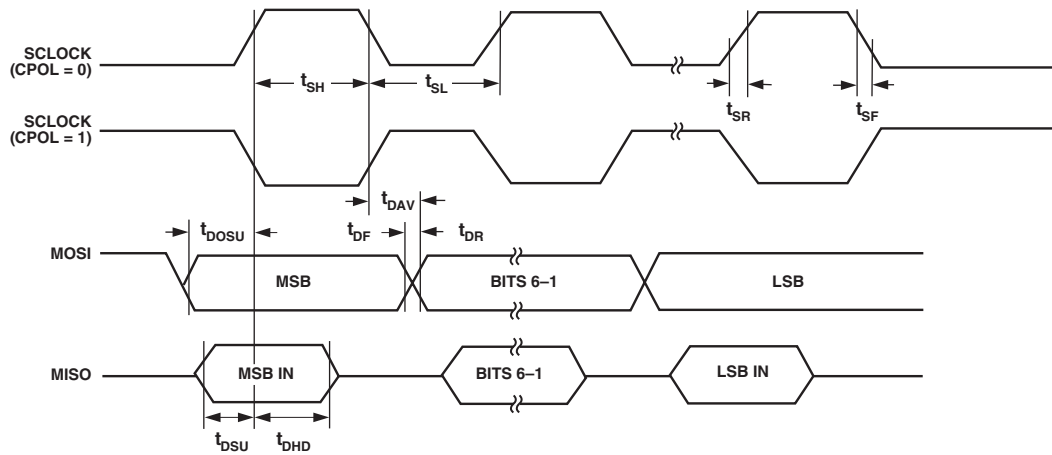 SCLOCK
(CPOL = 0)
tSH
tSL
tSR
tSF
SCLOCK
(CPOL = 1)
tDAV
tDOSU
tDF
tDR
MOSI
MSB
BITS 6–1
LSB
MISO
MSB IN
BITS 6–1
LSB IN
tDSU
tDHD